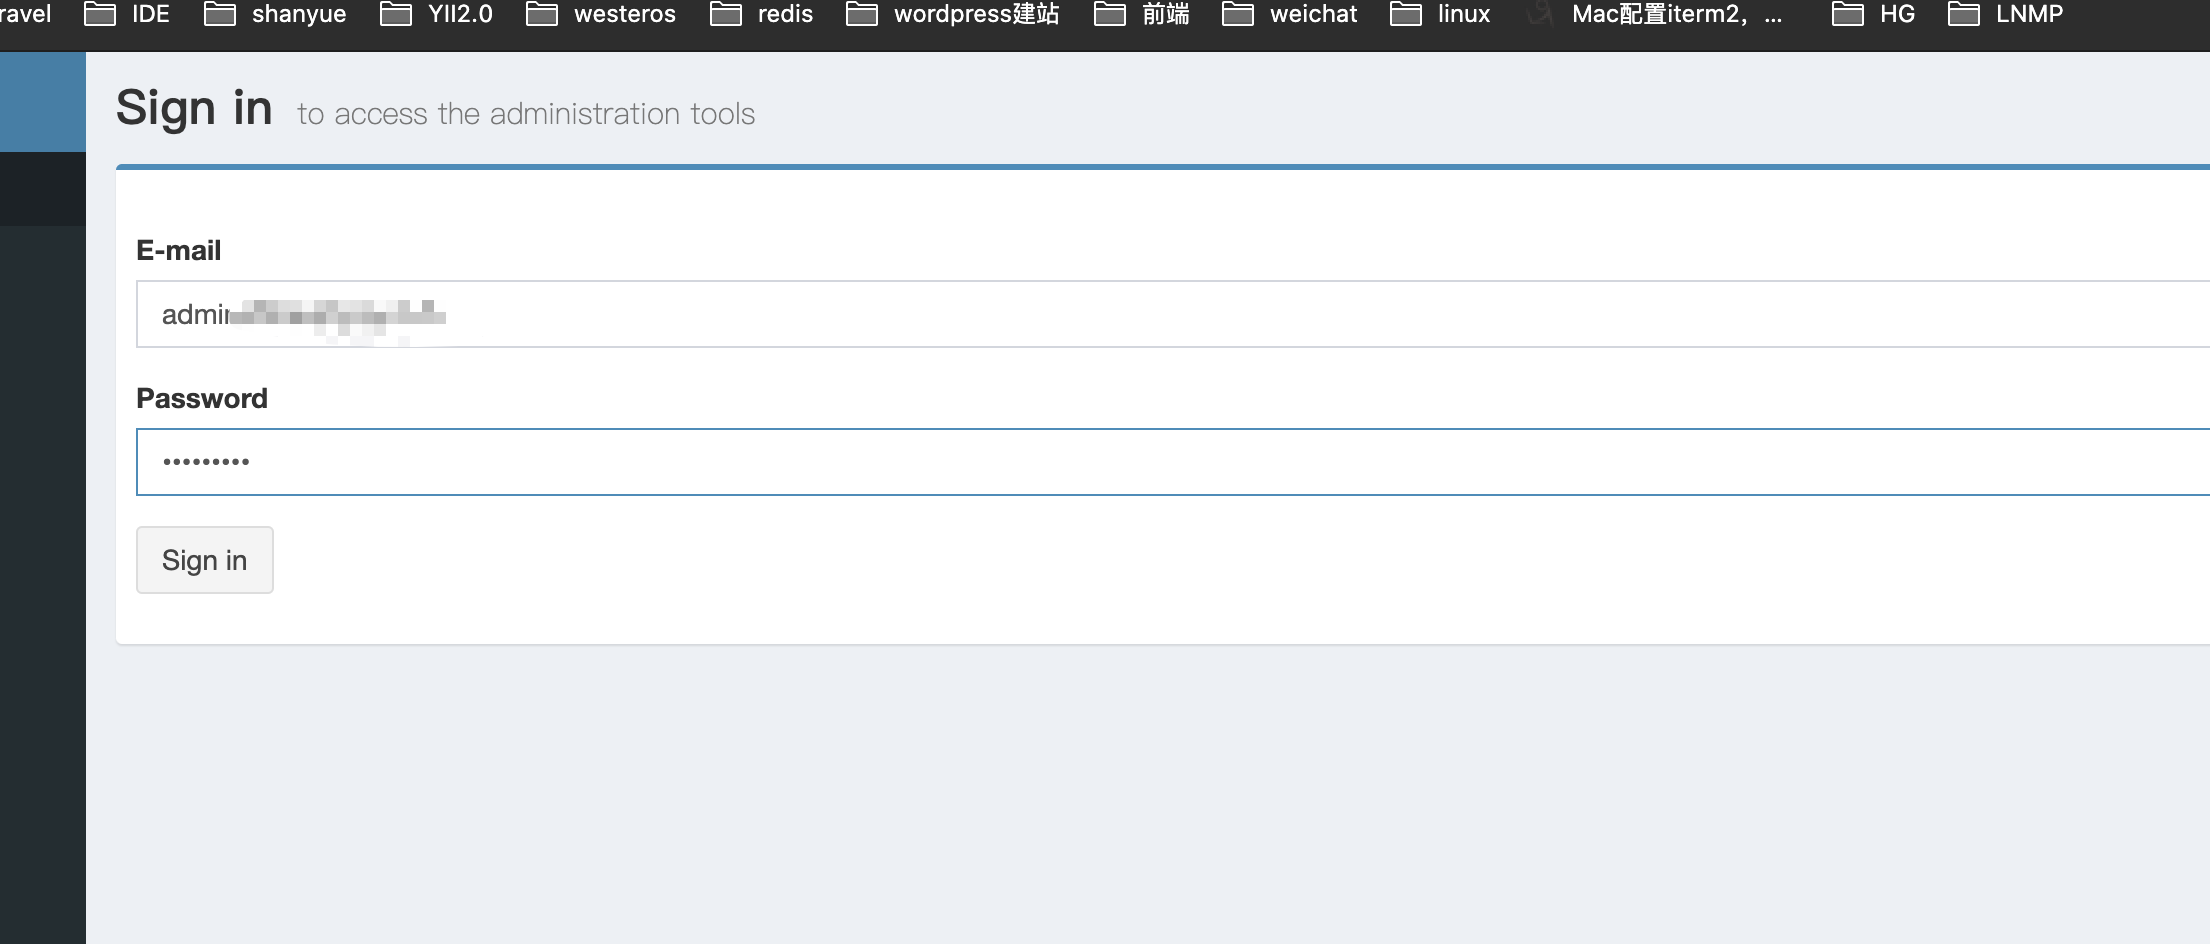 ravel IDE shanyue YII2.0 westeros redis wordpress建站 前端 weichat linux Mac配置iterm2，... HG LNMP
Sign in to access the administration tools
E-mail
Password
•••••••••
Sign in